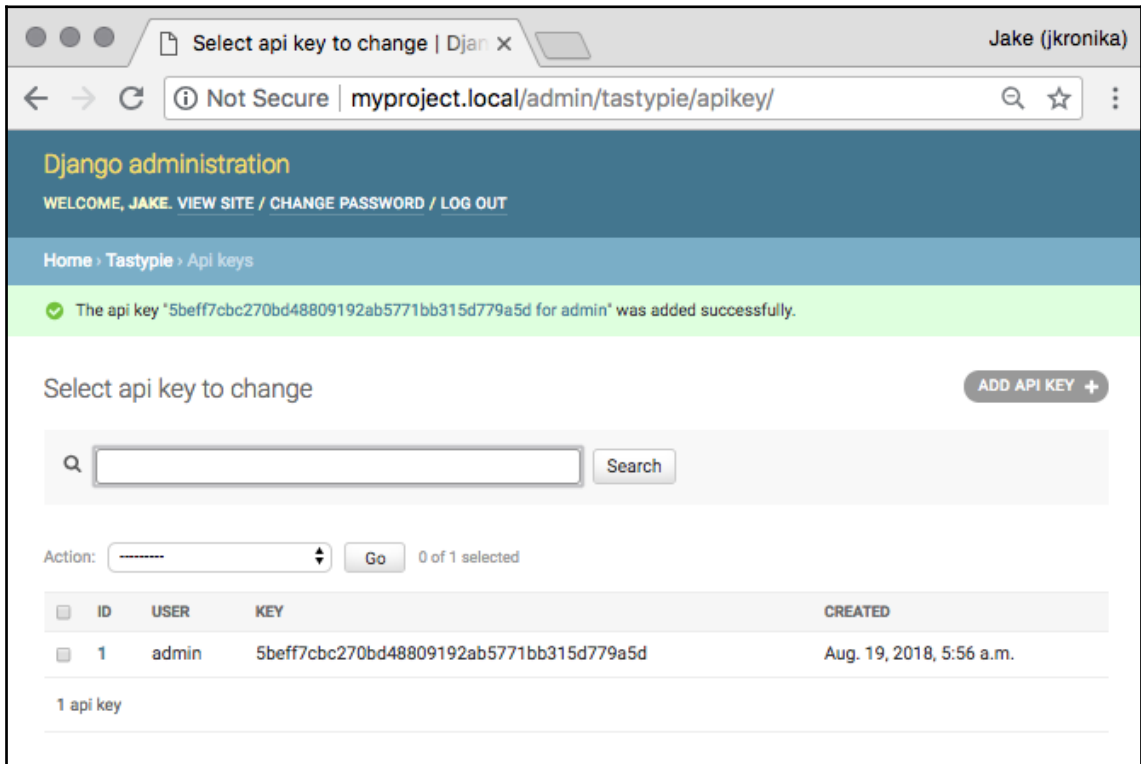 Select api key to change | Djan
Jake (jkronika)
Not Secure | myproject.local/admin/tastypie/apikey/
Django administration
WELCOME, JAKE. VIEW SITE / CHANGE PASSWORD / LOG OUT
Home › Tastypie › Api keys
The api key "5beff7cbc270bd48809192ab5771bb315d779a5d for admin" was added successfully.
Select api key to change
ADD API KEY +
Search
Action: --------- Go 0 of 1 selected
ID USER KEY CREATED
1 admin 5beff7cbc270bd48809192ab5771bb315d779a5d Aug. 19, 2018, 5:56 a.m.
1 api key